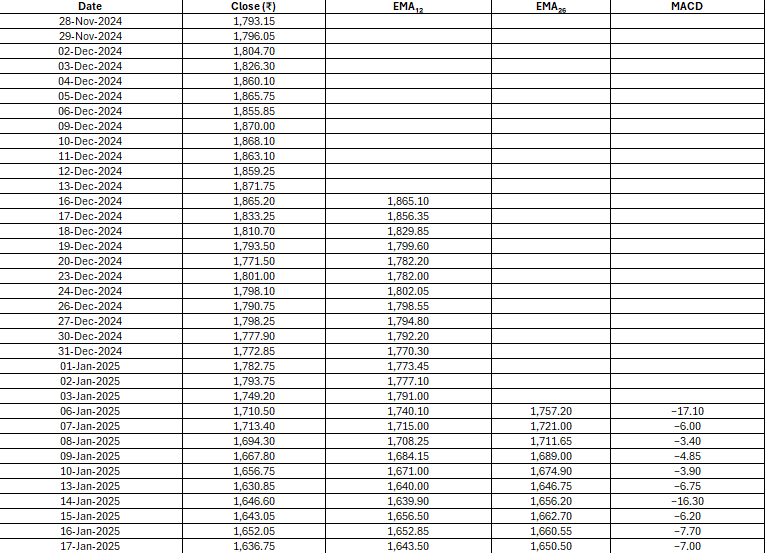 Date Close (₹) EMA12 EMA26 MACD
28-Nov-2024 1,793.15
29-Nov-2024 1,796.05
02-Dec-2024 1,804.70
03-Dec-2024 1,826.30
04-Dec-2024 1,860.10
05-Dec-2024 1,865.75
06-Dec-2024 1,855.85
09-Dec-2024 1,870.00
10-Dec-2024 1,868.10
11-Dec-2024 1,863.10
12-Dec-2024 1,859.25
13-Dec-2024 1,871.75
16-Dec-2024 1,865.20 1,865.10
17-Dec-2024 1,833.25 1,856.35
18-Dec-2024 1,810.70 1,829.85
19-Dec-2024 1,793.50 1,799.60
20-Dec-2024 1,771.50 1,782.20
23-Dec-2024 1,801.00 1,782.00
24-Dec-2024 1,798.10 1,802.05
26-Dec-2024 1,790.75 1,798.55
27-Dec-2024 1,798.25 1,794.80
30-Dec-2024 1,777.90 1,792.20
31-Dec-2024 1,772.85 1,770.30
01-Jan-2025 1,782.75 1,773.45
02-Jan-2025 1,793.75 1,777.10
03-Jan-2025 1,749.20 1,791.00
06-Jan-2025 1,710.50 1,740.10 1,757.20 −17.10
07-Jan-2025 1,713.40 1,715.00 1,721.00 −6.00
08-Jan-2025 1,694.30 1,708.25 1,711.65 −3.40
09-Jan-2025 1,667.80 1,684.15 1,689.00 −4.85
10-Jan-2025 1,656.75 1,671.00 1,674.90 −3.90
13-Jan-2025 1,630.85 1,640.00 1,646.75 −6.75
14-Jan-2025 1,646.60 1,639.90 1,656.20 −16.30
15-Jan-2025 1,643.05 1,656.50 1,662.70 −6.20
16-Jan-2025 1,652.05 1,652.85 1,660.55 −7.70
17-Jan-2025 1,636.75 1,643.50 1,650.50 −7.00